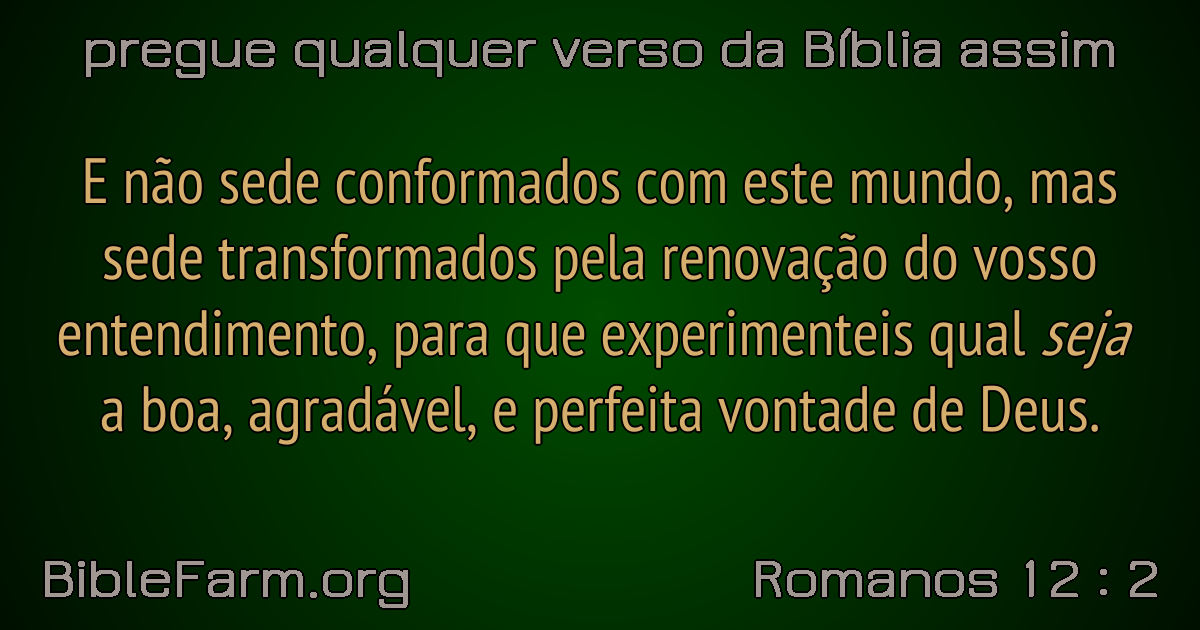 pregue qualquer verso da Bíblia assim
E não sede conformados com este mundo, mas
sede transformados pela renovação do vosso
entendimento, para que experimenteis qual seja
a boa, agradável, e perfeita vontade de Deus.
BibleFarm.org
Romanos 12 : 2